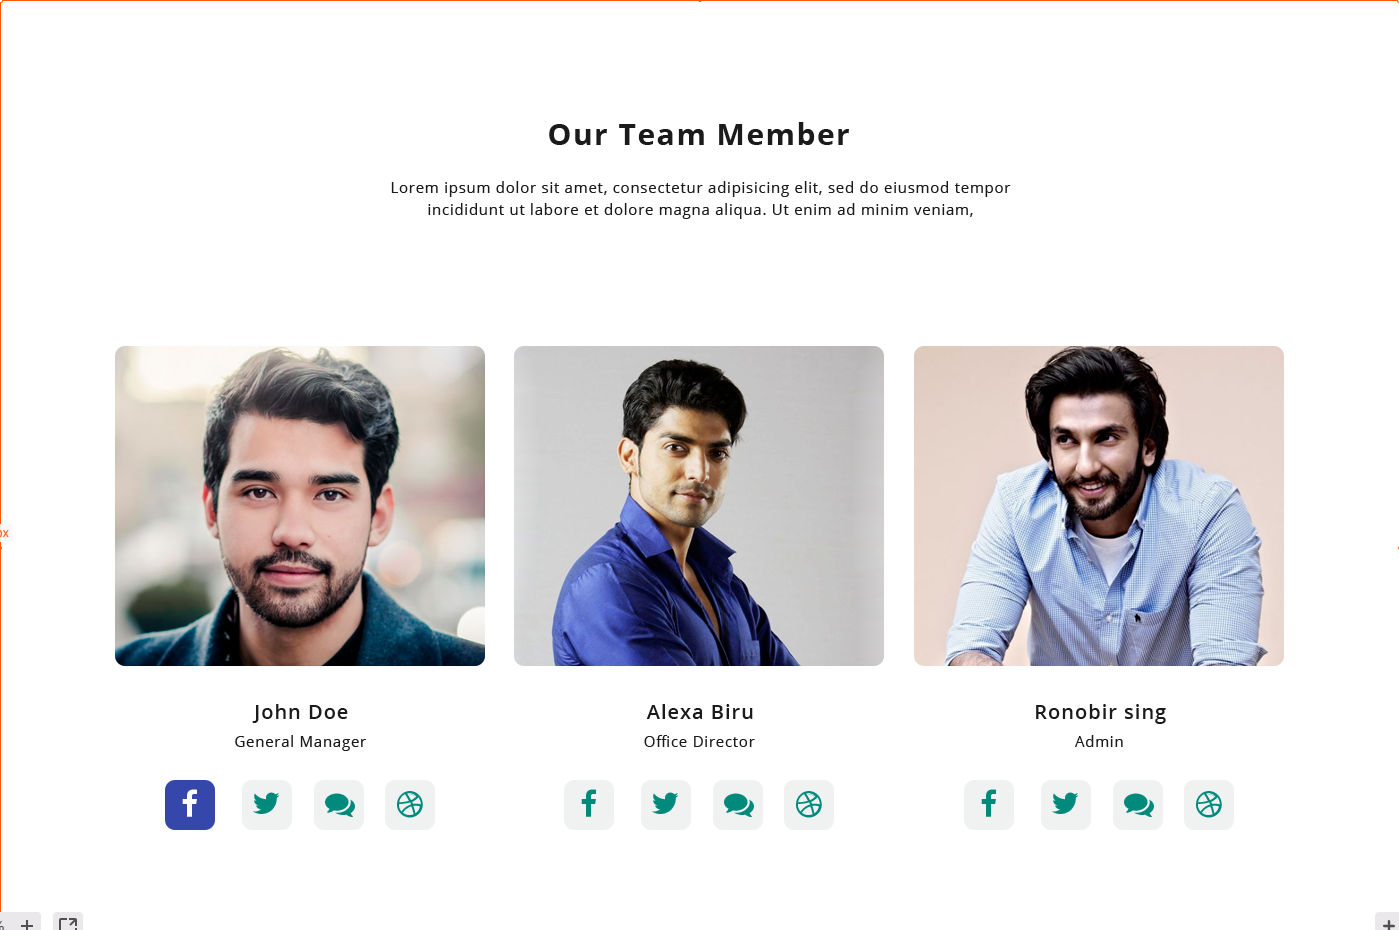 Our Team Member
Lorem ipsum dolor sit amet, consectetur adipisicing elit, sed do eiusmod tempor
incididunt ut labore et dolore magna aliqua. Ut enim ad minim veniam,
John Doe
Alexa Biru
Ronobir sing
General Manager
Office Director
Admin